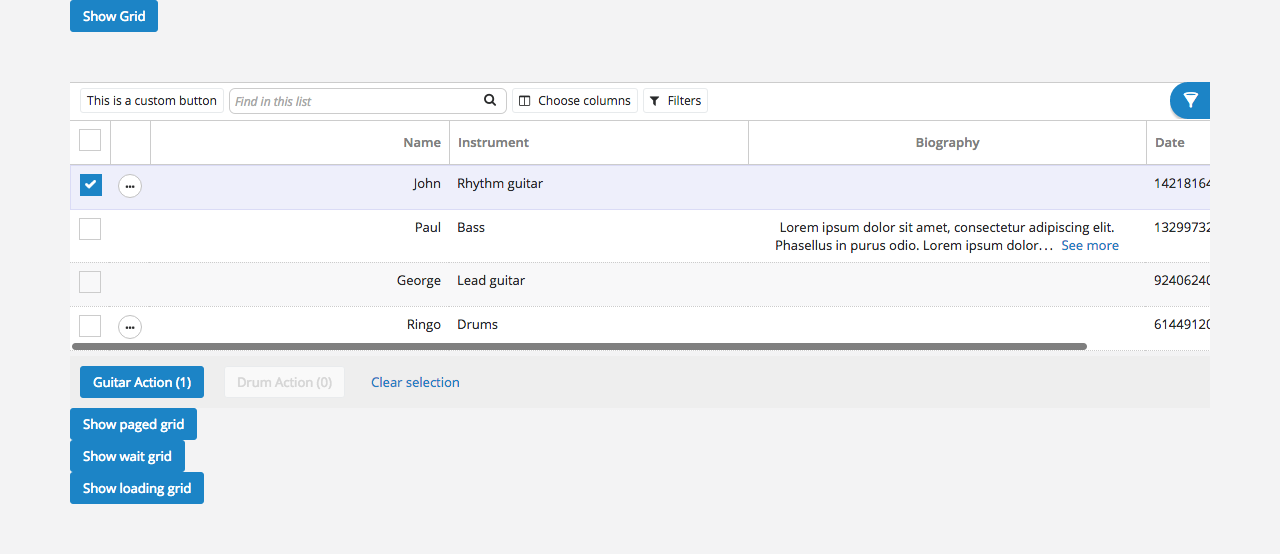 Show Grid
This is a custom button Find in this list Choose columns Filters
Name Instrument Biography Date
John Rhythm guitar 14218164
Paul Bass Lorem ipsum dolor sit amet, consectetur adipiscing elit. 13299732
Phasellus in purus odio. Lorem ipsum dolor... See more
George Lead guitar 92406240
Ringo Drums 61449120
Guitar Action (1) Drum Action (0) Clear selection
Show paged grid
Show wait grid
Show loading grid